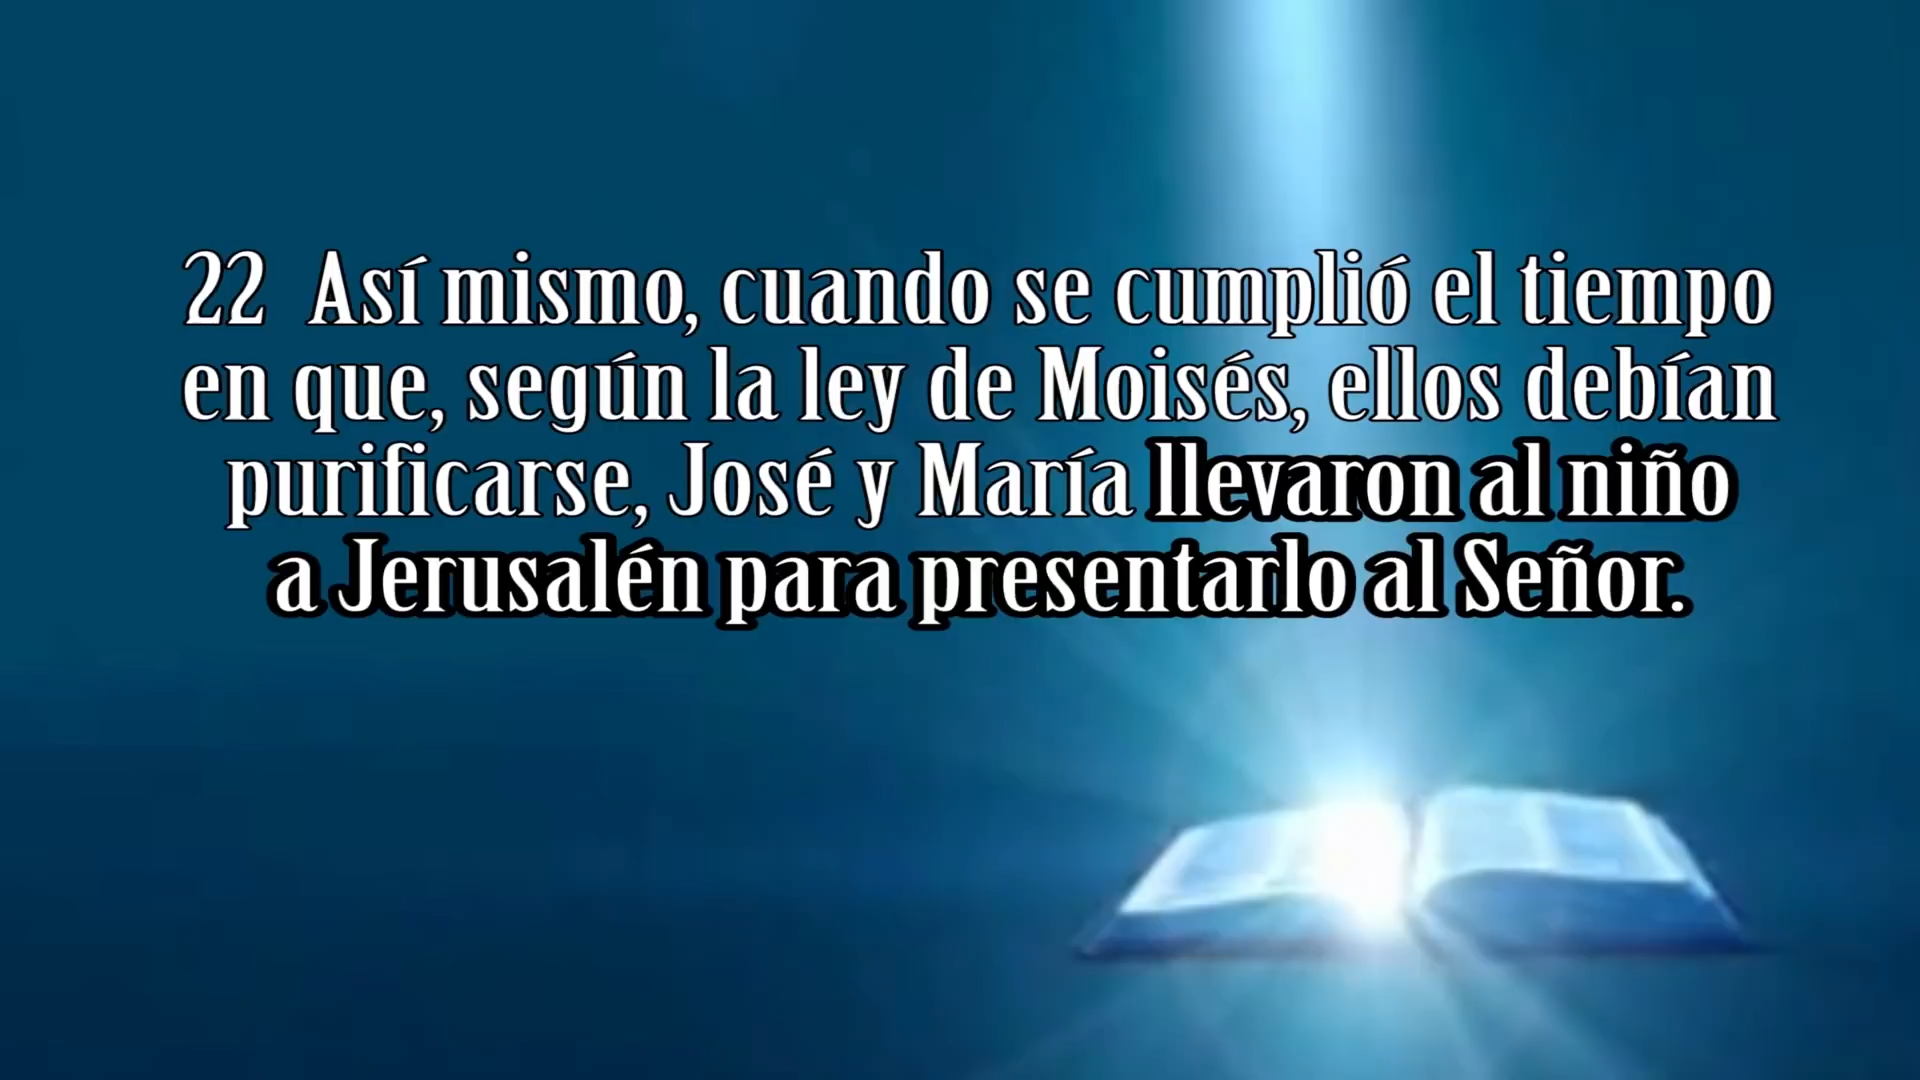 22 Así mismo, cuando se cumplió el tiempo
en que, según la ley de Moisés, ellos debían
purificarse, José y María llevaron al niño
a Jerusalén para presentarlo al Señor.